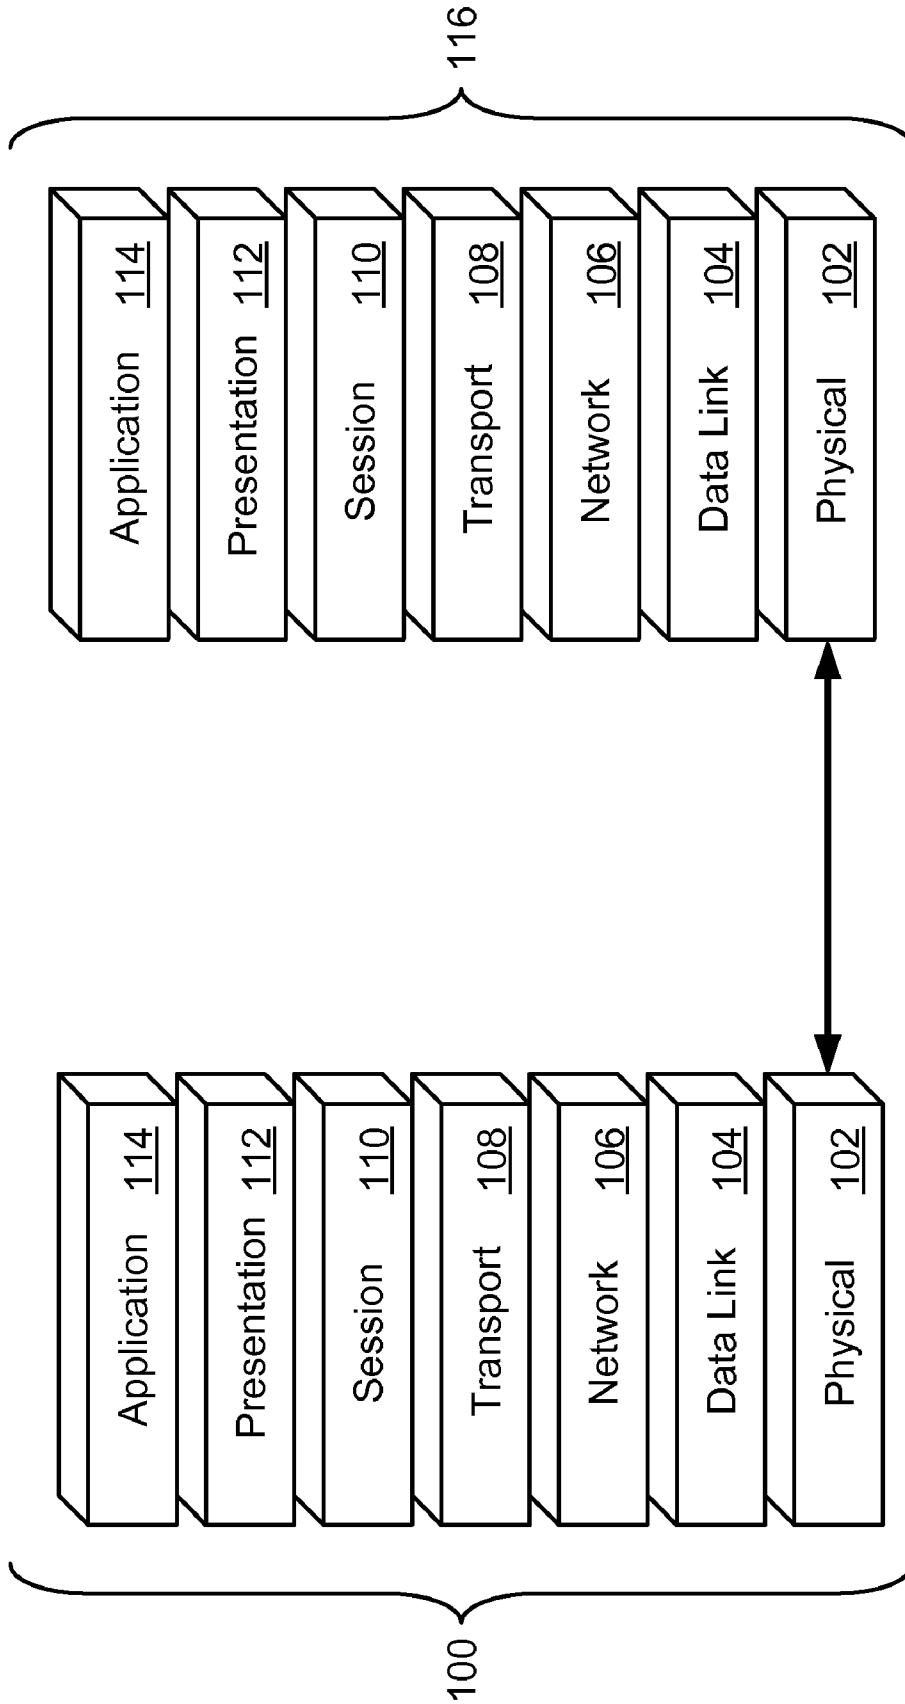 100
Application 114
Presentation 112
Session 110
Transport 108
Network 106
Data Link 104
Physical 102
Application 114
Presentation 112
Session 110
Transport 108
Network 106
Data Link 104
Physical 102
116